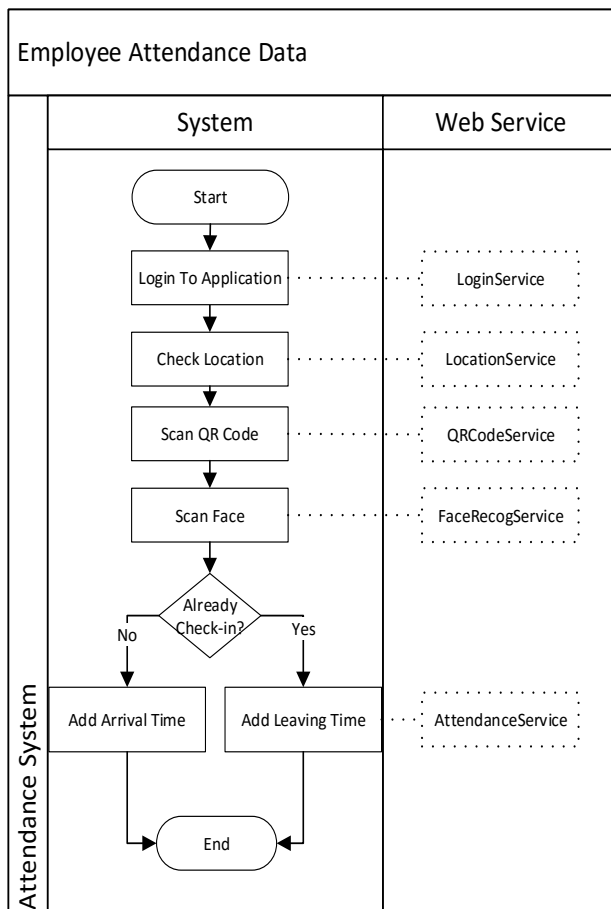 Employee Attendance Data
System
Web Service
Start
Login To Application
LoginService
Check Location
LocationService
Scan QR Code
QRCodeService
Scan Face
FaceRecogService
Already
Check-in?
No
Yes
Add Arrival Time
Add Leaving Time
AttendanceService
End
Attendance System